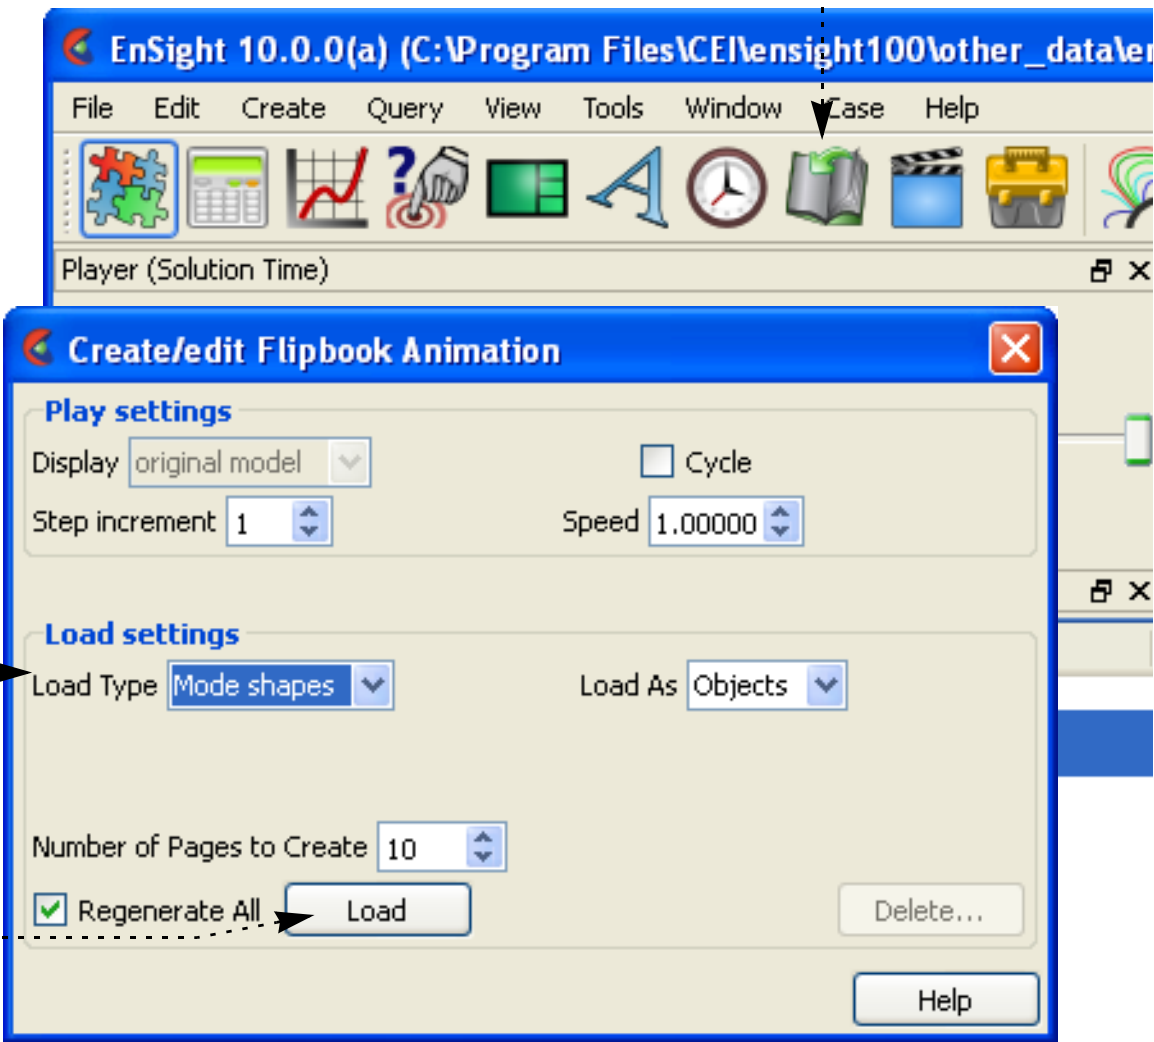 EnSight 10.0.0(a) (C:\Program Files\CEI\ensight100\other_data\en
File Edit Create Query View Tools Window Case Help
Player (Solution Time)
Create/edit Flipbook Animation
Play settings
Display original model Cycle
Step increment 1 Speed 1.00000
Load settings
Load Type Mode shapes Load As Objects
Number of Pages to Create 10
Regenerate All Load Delete...
Help